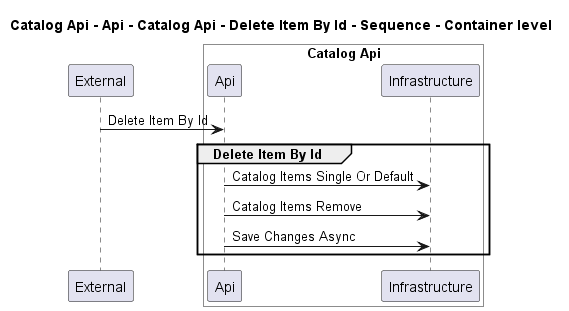 Catalog Api - Api - Catalog Api - Delete Item By Id - Sequence - Container level
Catalog Api
External
Api
Infrastructure
Delete Item By Id
Delete Item By Id
Catalog Items Single Or Default
Catalog Items Remove
Save Changes Async
External
Api
Infrastructure